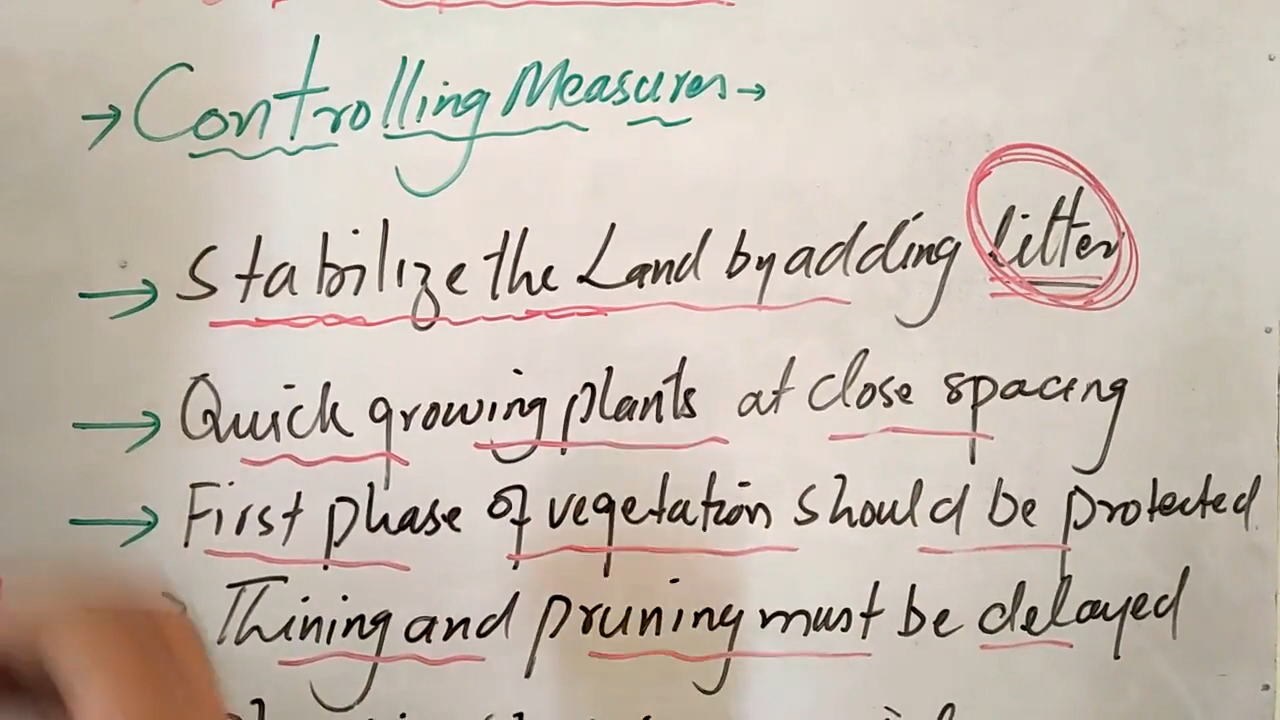 → Controlling Measures →
→ Stabilize the Land by adding litter
→ Quick growing plants at close spacing
→ First phase of vegetation should be protected
Thining and pruning must be delayed